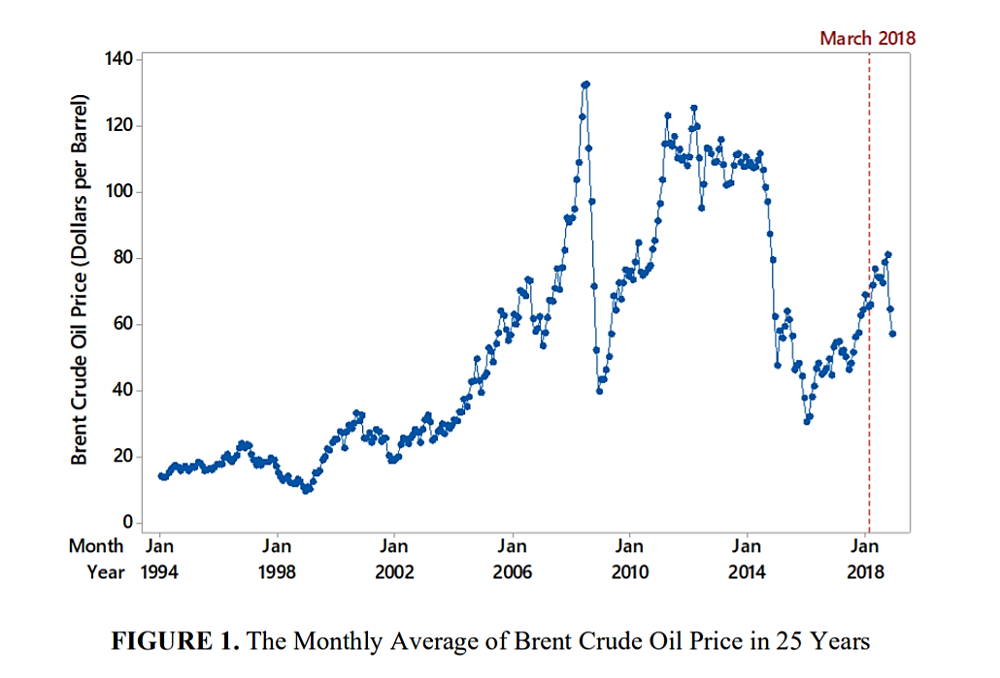 March 2018
140
120
100
80
60
40
20
0
Brent Crude Oil Price (Dollars per Barrel)
Month Jan Jan Jan Jan Jan Jan Jan
Year 1994 1998 2002 2006 2010 2014 2018
FIGURE 1. The Monthly Average of Brent Crude Oil Price in 25 Years